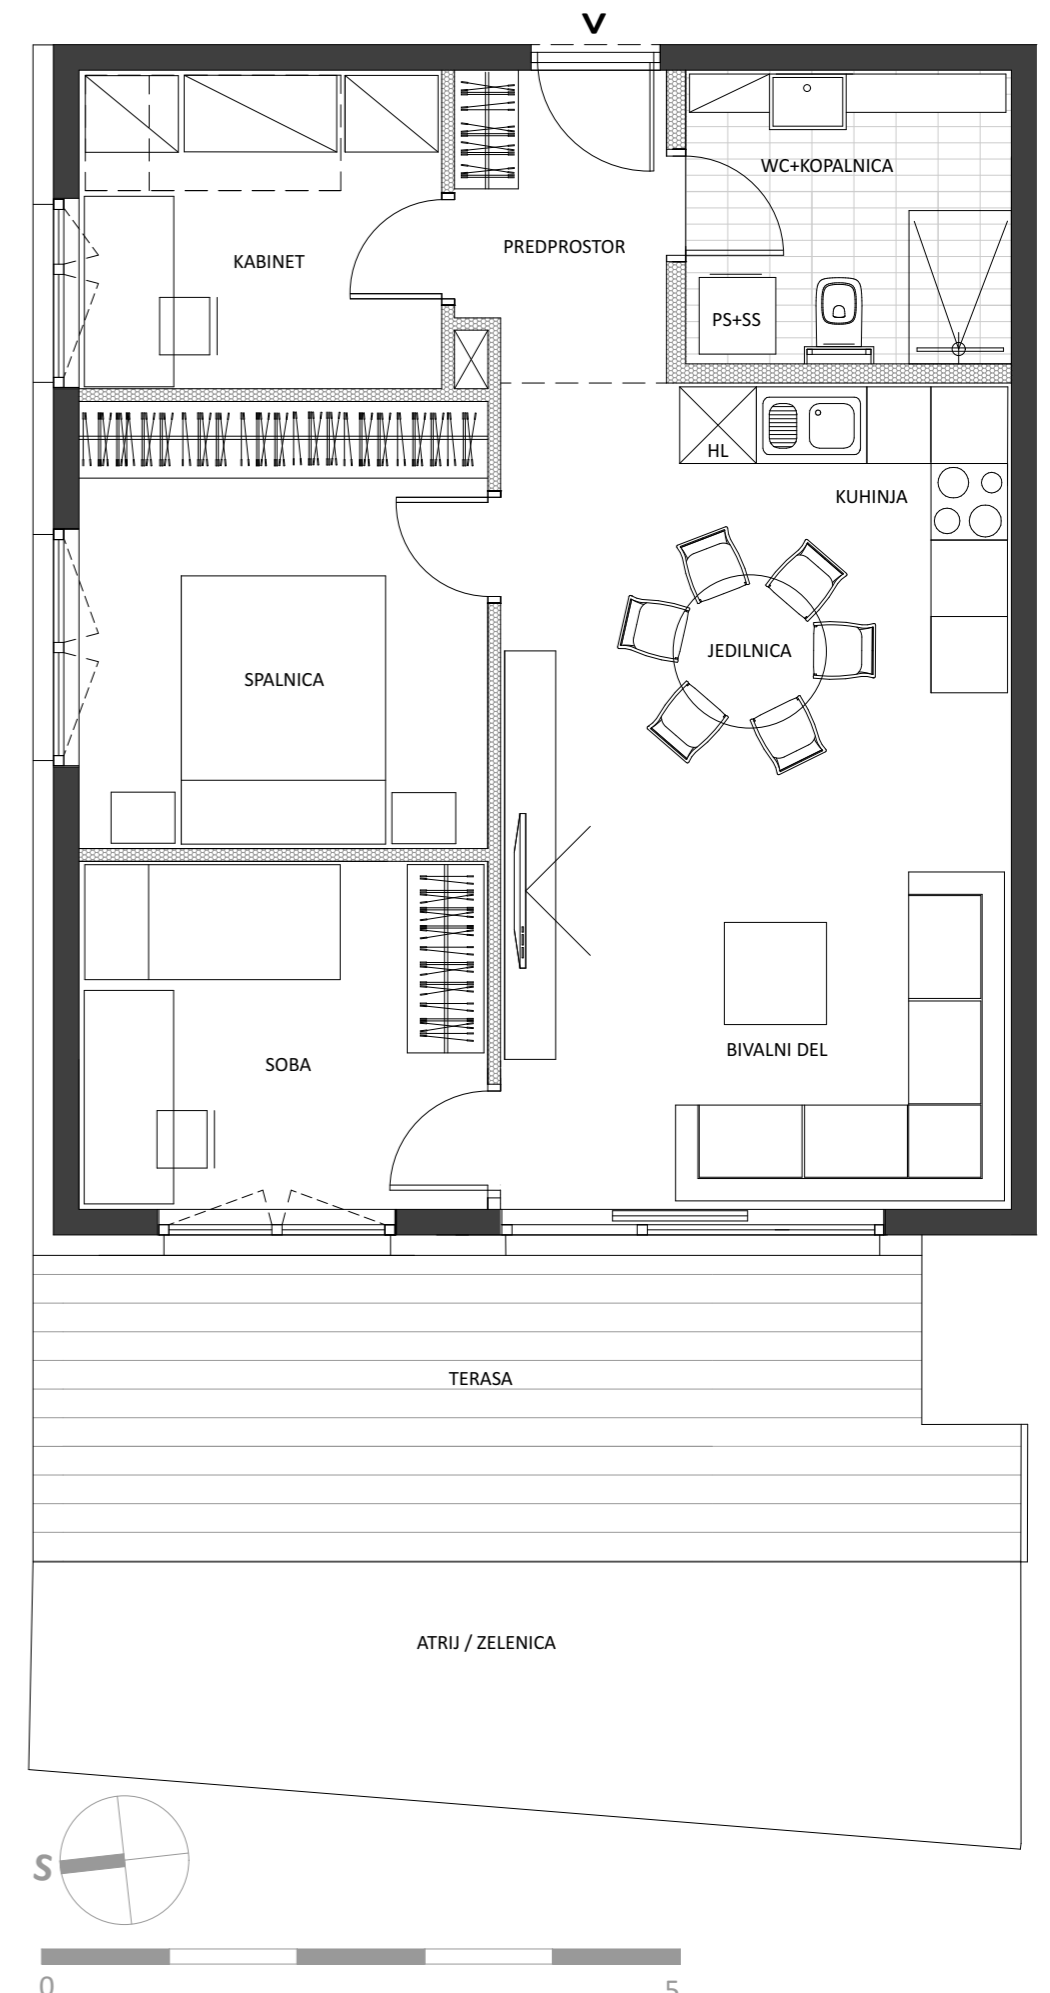 V
WC+KOPALNICA
KABINET
PREDPROSTOR
PS+SS
HL
KUHINJA
SPALNICA
JEDILNICA
BIVALNI DEL
SOBA
TERASA
ATRIJ / ZELENICA
S
0 5